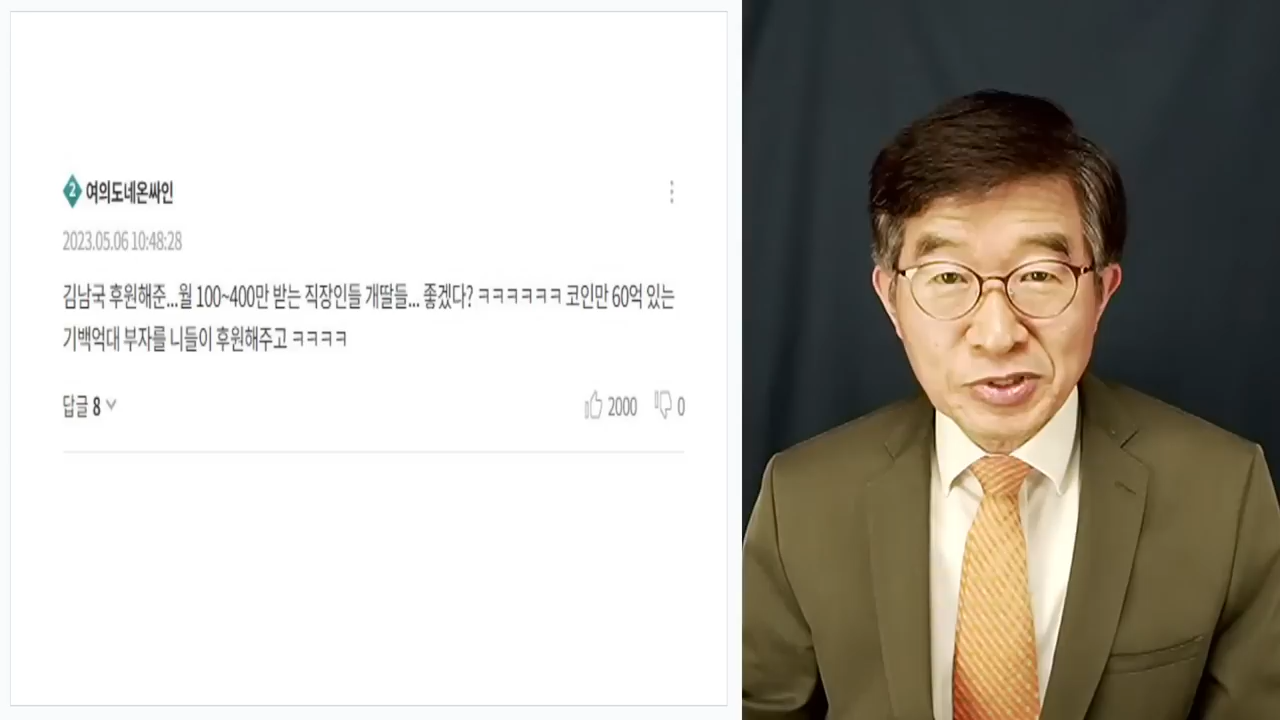 2 여의도네온싸인
2023.05.06 10:48:28
김남국 후원해준...월 100~400만 받는 직장인들 개딸들... 좋겠다? ㅋㅋㅋㅋㅋㅋ 코인만 60억 있는
기백억대 부자를 니들이 후원해주고 ㅋㅋㅋㅋ
답글 8
2000 0